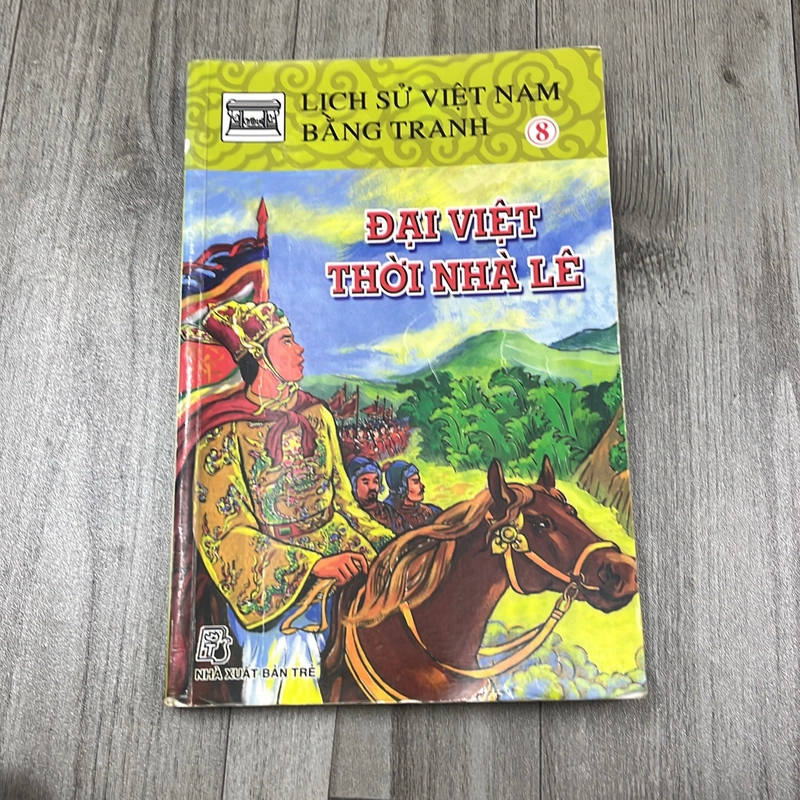 LỊCH SỬ VIỆT NAM
BẰNG TRANH 8
ĐẠI VIỆT
THỜI NHÀ LÊ
NHÀ XUẤT BẢN TRẺ